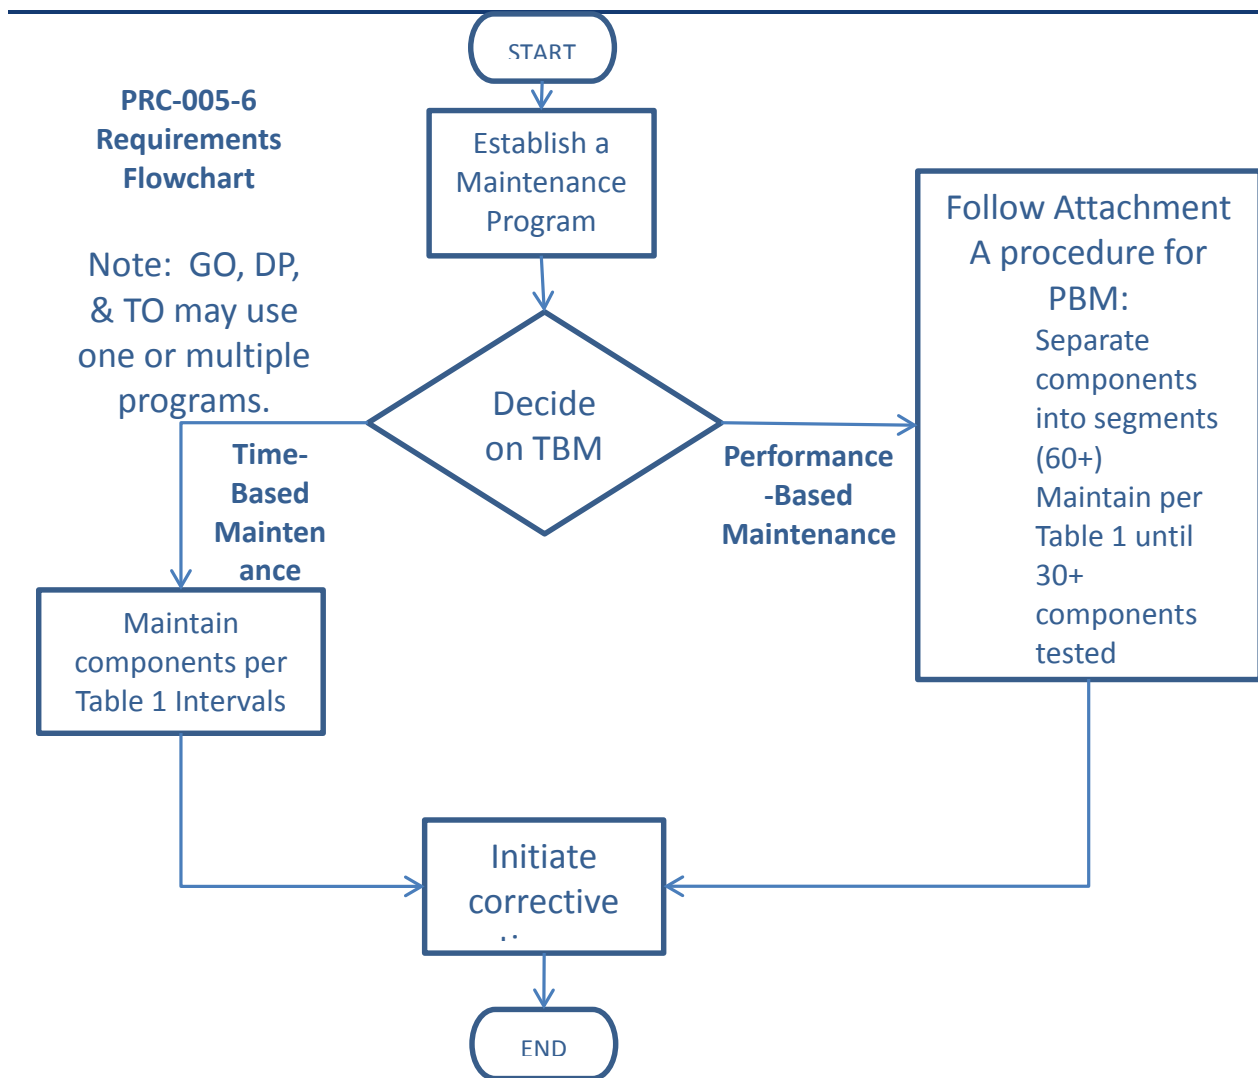 START
PRC-005-6
Requirements
Flowchart
Establish a
Maintenance
Program
Note: GO, DP,
& TO may use
one or multiple
programs.
Decide
on TBM
Time-
Based
Mainten
ance
Performance
-Based
Maintenance
Follow Attachment
A procedure for
PBM:
Separate
components
into segments
(60+)
Maintain per
Table 1 until
30+
components
tested
Maintain
components per
Table 1 Intervals
Initiate
corrective
END